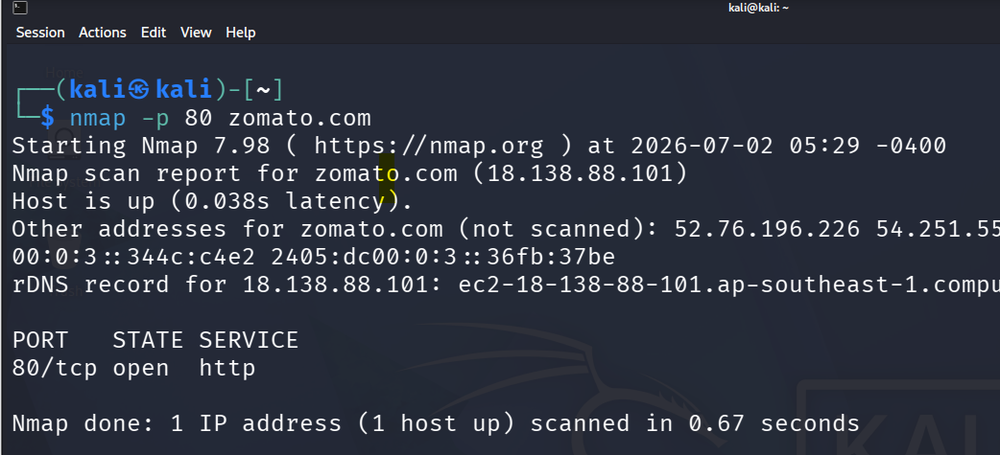 kali@kali: ~
Session Actions Edit View Help
┌──(kali㉿kali)-[~]
└─$ nmap -p 80 zomato.com
Starting Nmap 7.98 ( https://nmap.org ) at 2026-07-02 05:29 -0400
Nmap scan report for zomato.com (18.138.88.101)
Host is up (0.038s latency).
Other addresses for zomato.com (not scanned): 52.76.196.226 54.251.55
00:0:3::344c:c4e2 2405:dc00:0:3::36fb:37be
rDNS record for 18.138.88.101: ec2-18-138-88-101.ap-southeast-1.compu
PORT   STATE SERVICE
80/tcp open  http
Nmap done: 1 IP address (1 host up) scanned in 0.67 seconds
KALI